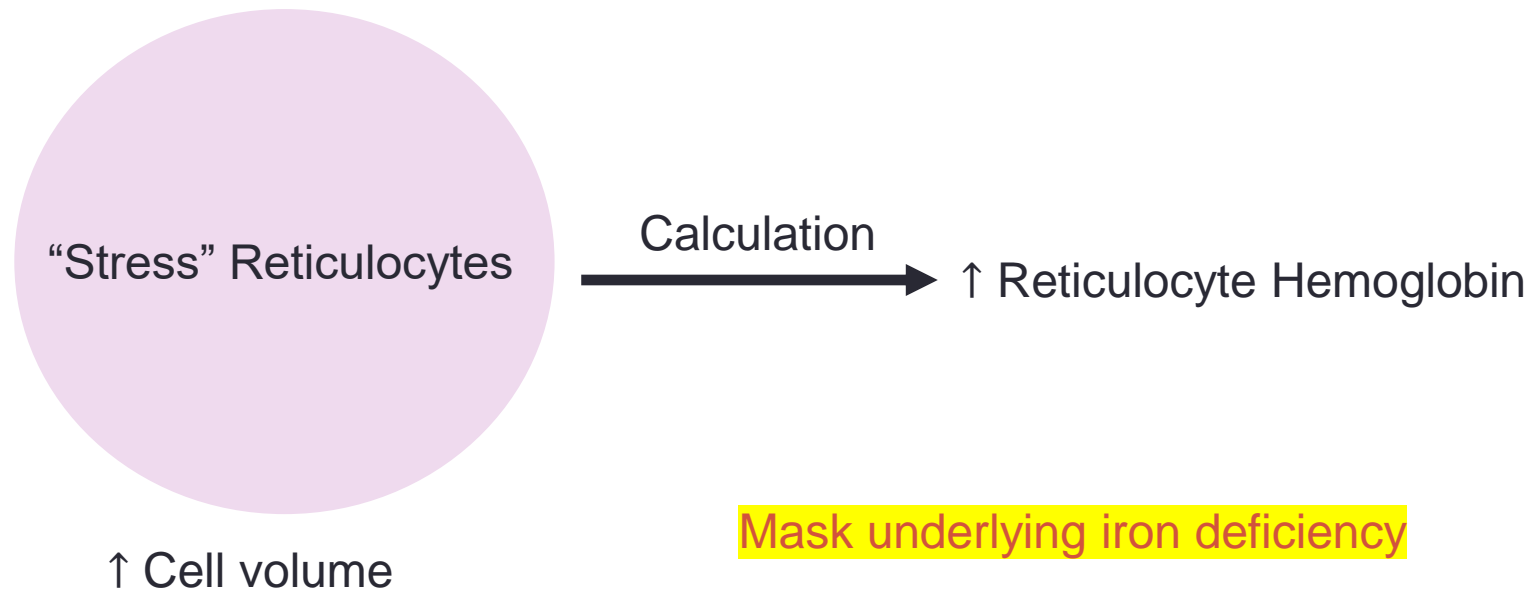 “Stress” Reticulocytes
Calculation
↑ Reticulocyte Hemoglobin
Mask underlying iron deficiency
↑ Cell volume